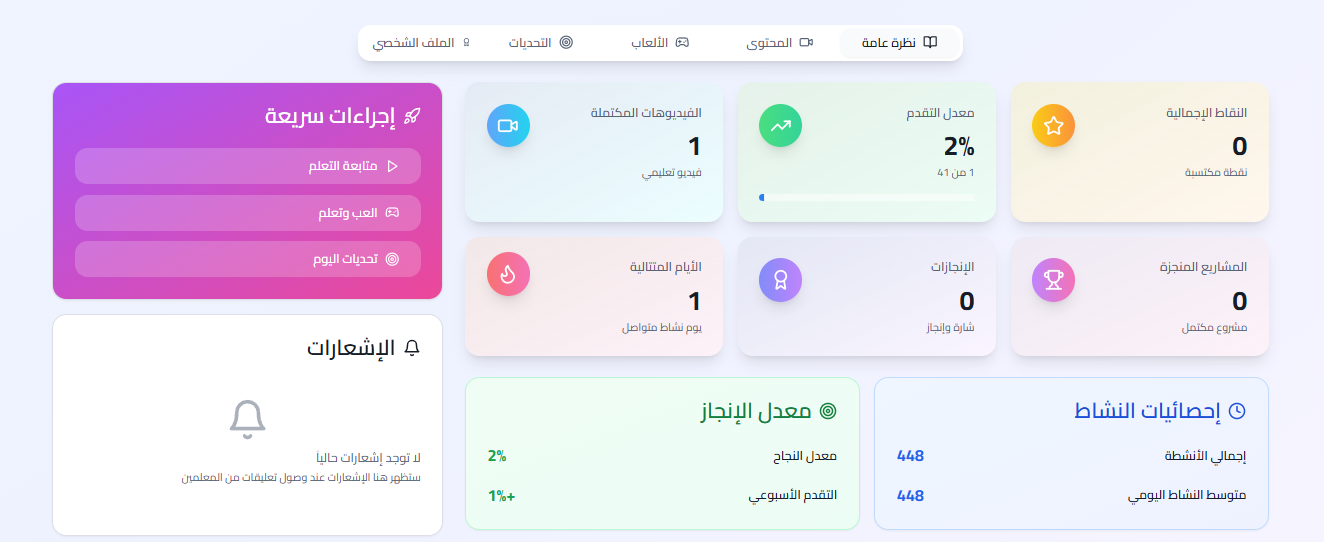 نظرة عامة
المحتوى
الألعاب
التحديات
الملف الشخصي
النقاط الإجمالية
0
نقطة مكتسبة
معدل التقدم
2%
1 من 41
الفيديوهات المكتملة
1
فيديو تعليمي
المشاريع المنجزة
0
مشروع مكتمل
الإنجازات
0
شارة وإنجاز
الأيام المتتالية
1
يوم نشاط متواصل
إحصائيات النشاط
إجمالي الأنشطة
448
متوسط النشاط اليومي
448
معدل الإنجاز
معدل النجاح
2%
التقدم الأسبوعي
1%+
إجراءات سريعة
متابعة التعلم
العب وتعلم
تحديات اليوم
الإشعارات
لا توجد إشعارات حالياً
ستظهر هنا الإشعارات عند وصول تعليقات من المعلمين